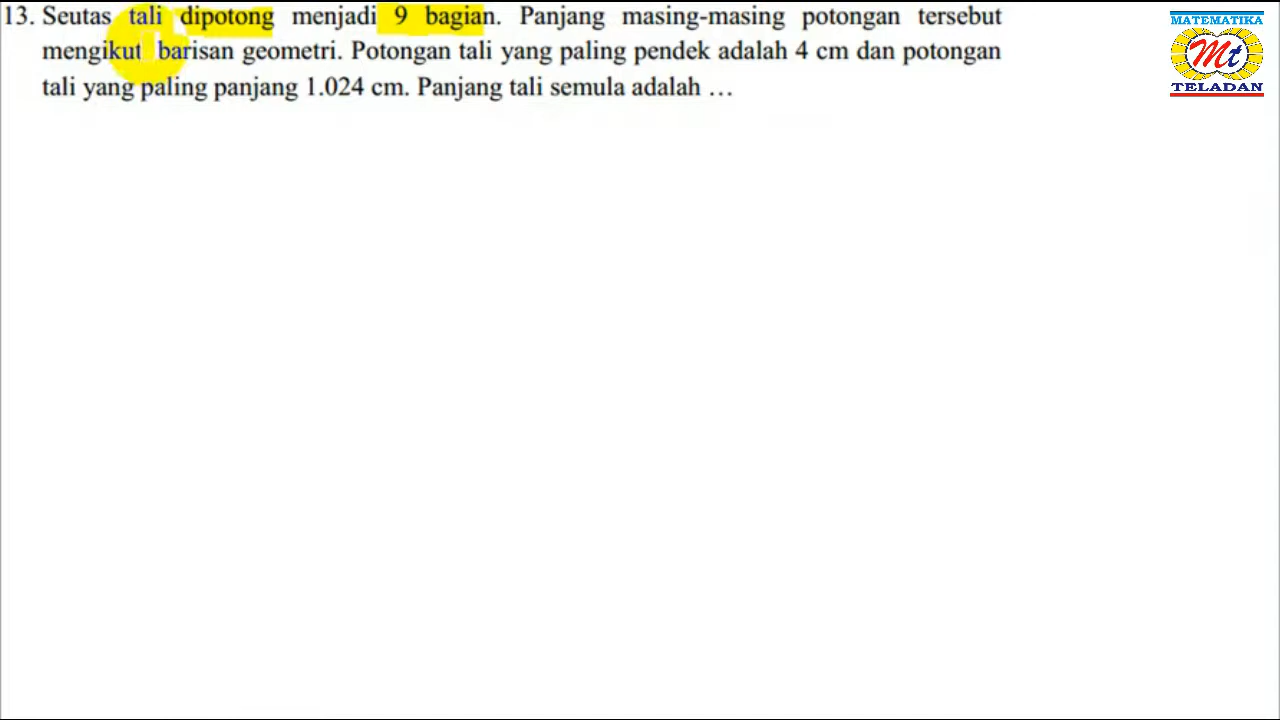 13. Seutas tali dipotong menjadi 9 bagian. Panjang masing-masing potongan tersebut
mengikut barisan geometri. Potongan tali yang paling pendek adalah 4 cm dan potongan
tali yang paling panjang 1.024 cm. Panjang tali semula adalah …
MATEMATIKA
Mt
TELADAN